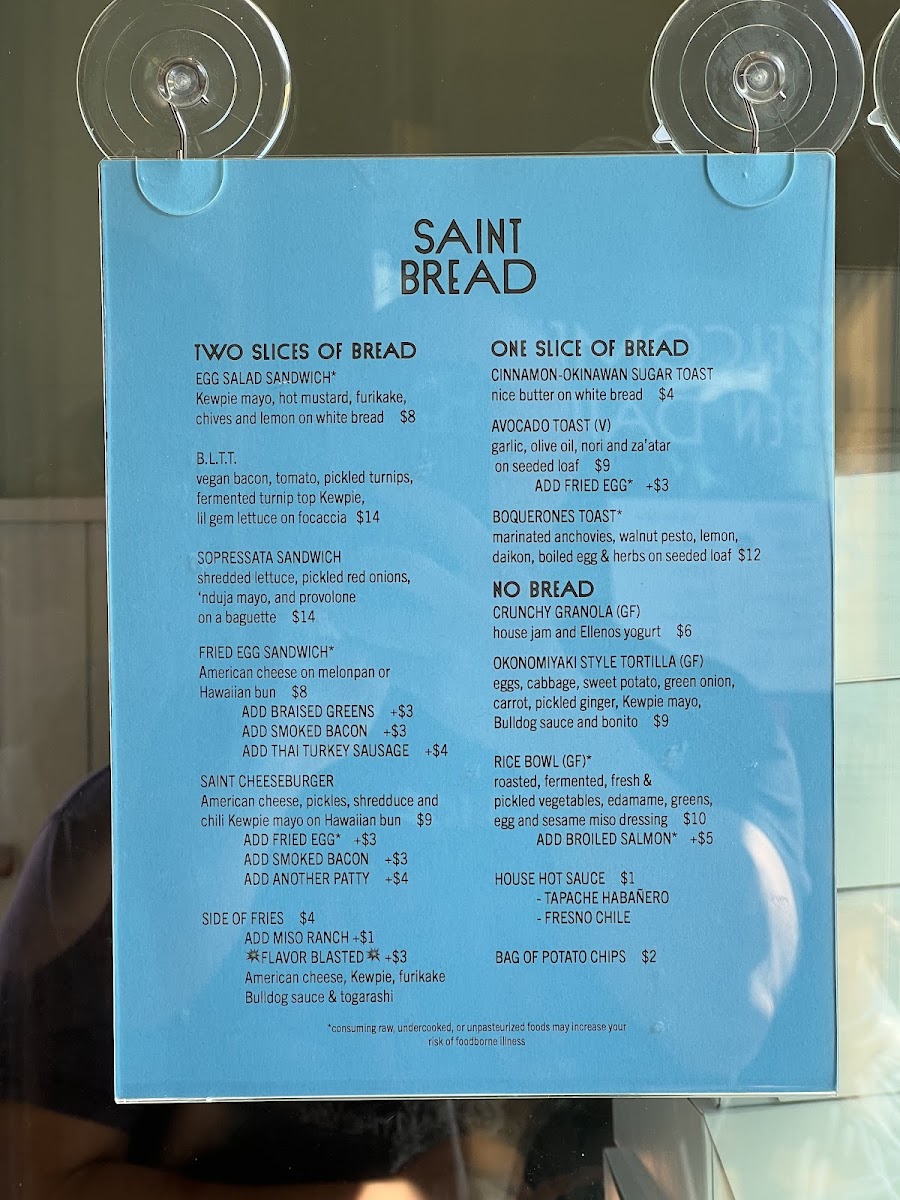 SAINT
BREAD
TWO SLICES OF BREAD
EGG SALAD SANDWICH*
Kewpie mayo, hot mustard, furikake,
chives and lemon on white bread $8
B.L.T.T.
vegan bacon, tomato, pickled turnips,
fermented turnip top Kewpie,
lil gem lettuce on focaccia $14
SOPRESSATA SANDWICH
shredded lettuce, pickled red onions,
'nduja mayo, and provolone
on a baguette $14
FRIED EGG SANDWICH*
American cheese on melonpan or
Hawaiian bun $8
ADD BRAISED GREENS +$3
ADD SMOKED BACON +$3
ADD THAI TURKEY SAUSAGE +$4
SAINT CHEESEBURGER
American cheese, pickles, shredduce and
chili Kewpie mayo on Hawaiian bun $9
ADD FRIED EGG* +$3
ADD SMOKED BACON +$3
ADD ANOTHER PATTY +$4
SIDE OF FRIES $4
ADD MISO RANCH +$1
💥FLAVOR BLASTED💥 +$3
American cheese, Kewpie, furikake
Bulldog sauce & togarashi
ONE SLICE OF BREAD
CINNAMON-OKINAWAN SUGAR TOAST
nice butter on white bread $4
AVOCADO TOAST (V)
garlic, olive oil, nori and za'atar
on seeded loaf $9
ADD FRIED EGG* +$3
BOQUERONES TOAST*
marinated anchovies, walnut pesto, lemon,
daikon, boiled egg & herbs on seeded loaf $12
NO BREAD
CRUNCHY GRANOLA (GF)
house jam and Ellenos yogurt $6
OKONOMIYAKI STYLE TORTILLA (GF)
eggs, cabbage, sweet potato, green onion,
carrot, pickled ginger, Kewpie mayo,
Bulldog sauce and bonito $9
RICE BOWL (GF)*
roasted, fermented, fresh &
pickled vegetables, edamame, greens,
egg and sesame miso dressing $10
ADD BROILED SALMON* +$5
HOUSE HOT SAUCE $1
- TAPACHE HABAÑERO
- FRESNO CHILE
BAG OF POTATO CHIPS $2
*consuming raw, undercooked, or unpasteurized foods may increase your
risk of foodborne illness